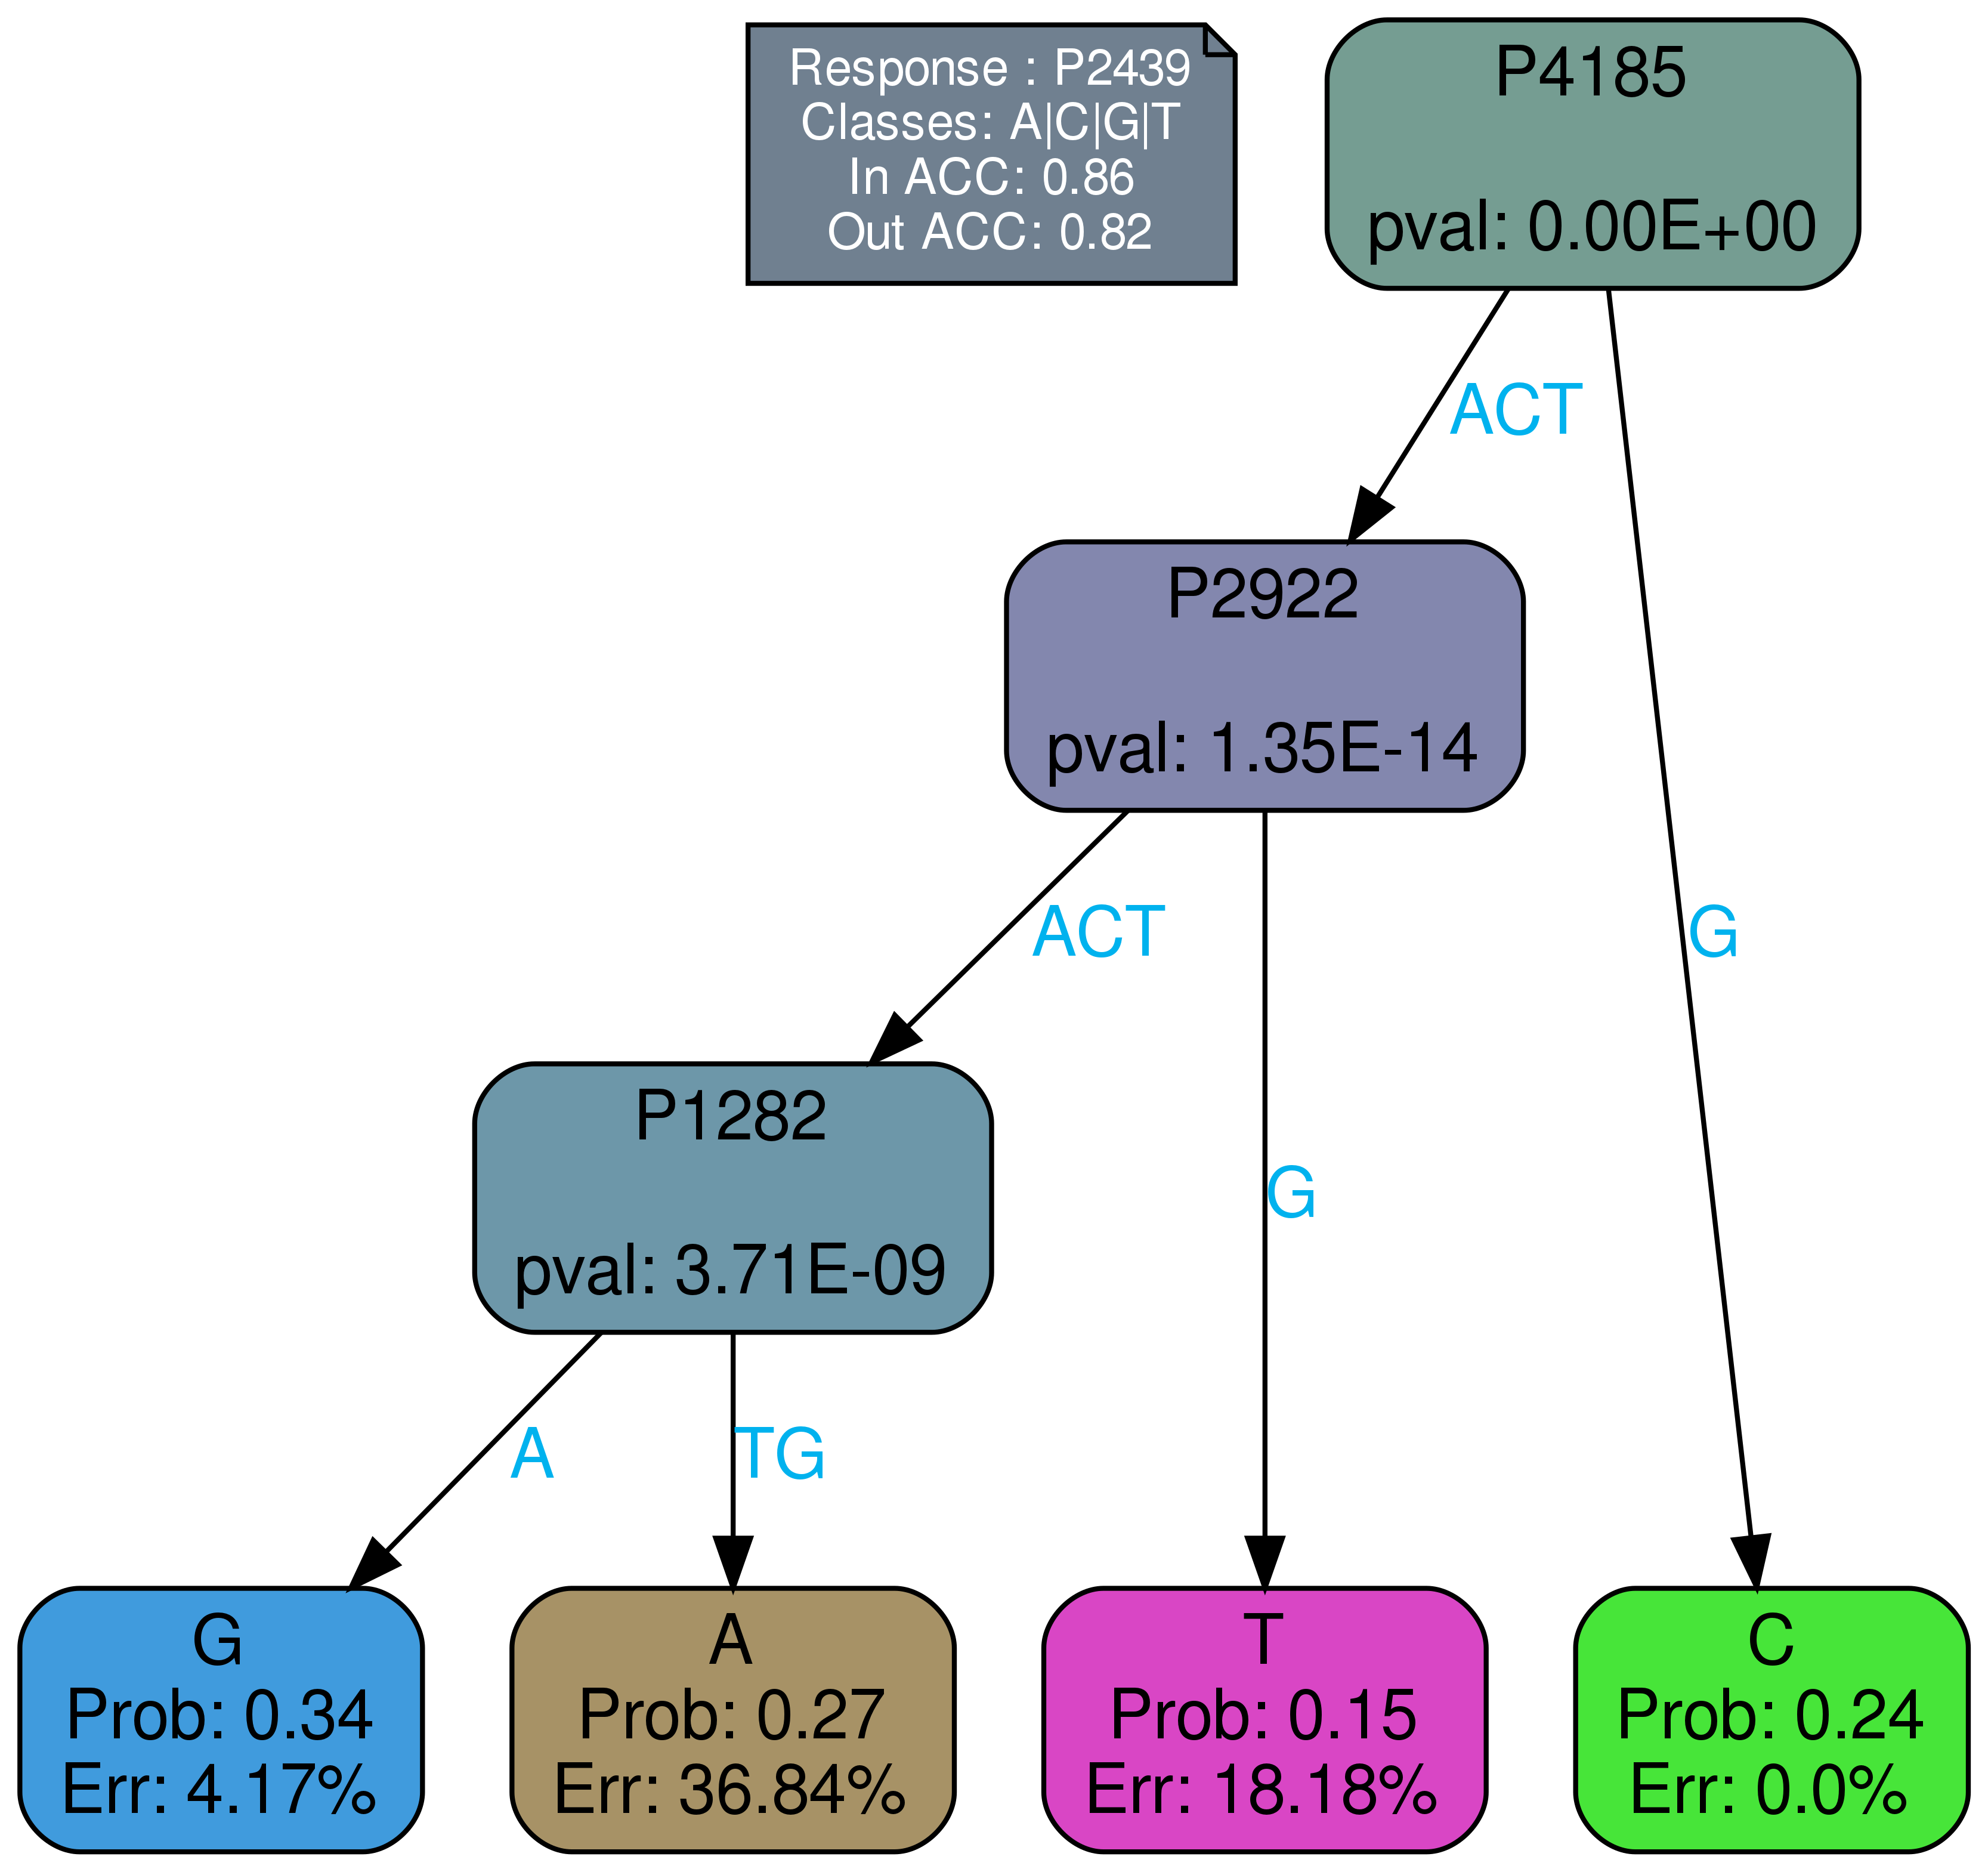 Response : P2439
Classes: A|C|G|T
In ACC: 0.86
Out ACC: 0.82
P4185
pval: 0.00E+00
ACT
P2922
pval: 1.35E-14
ACT
G
P1282
pval: 3.71E-09
G
A
TG
G
Prob: 0.34
Err: 4.17%
A
Prob: 0.27
Err: 36.84%
T
Prob: 0.15
Err: 18.18%
C
Prob: 0.24
Err: 0.0%